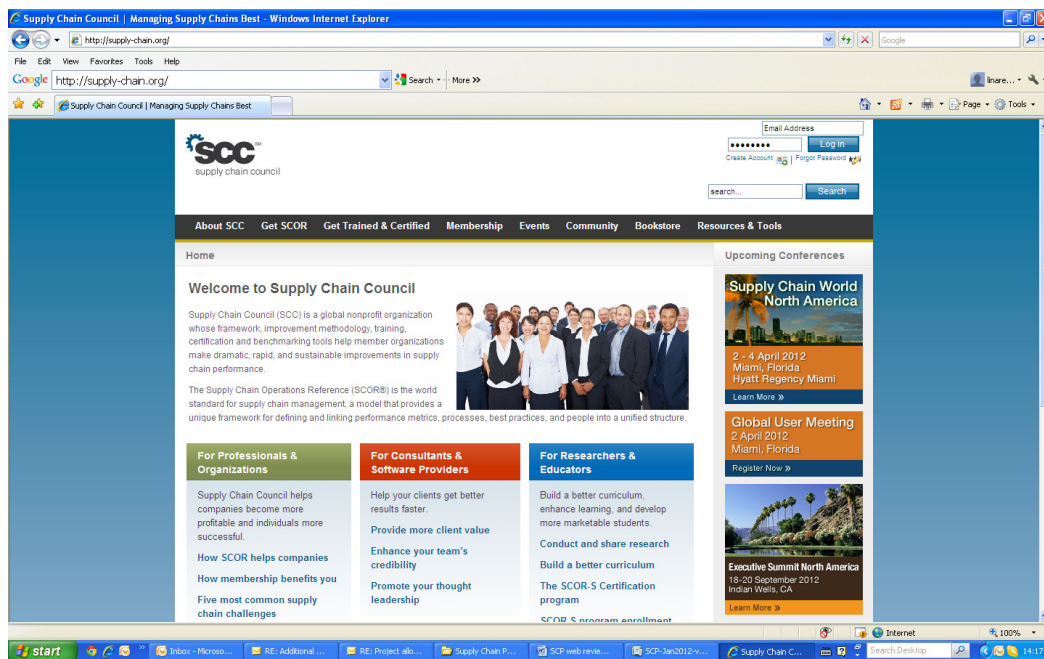 Supply Chain Council | Managing Supply Chains Best - Windows Internet Explorer
http://supply-chain.org/
Google
File Edit View Favorites Tools Help
Google http://supply-chain.org/ Search More >> linare...
Supply Chain Council | Managing Supply Chains Best
Page Tools
Email Address
Log in
Create Account | Forgot Password
SCC SM
supply chain council
search... Search
About SCC Get SCOR Get Trained & Certified Membership Events Community Bookstore Resources & Tools
Home
Welcome to Supply Chain Council
Supply Chain Council (SCC) is a global nonprofit organization
whose framework, improvement methodology, training,
certification and benchmarking tools help member organizations
make dramatic, rapid, and sustainable improvements in supply
chain performance.
The Supply Chain Operations Reference (SCOR®) is the world
standard for supply chain management, a model that provides a
unique framework for defining and linking performance metrics, processes, best practices, and people into a unified structure.
For Professionals &
Organizations
Supply Chain Council helps
companies become more
profitable and individuals more
successful.
How SCOR helps companies
How membership benefits you
Five most common supply
chain challenges
For Consultants &
Software Providers
Help your clients get better
results faster.
Provide more client value
Enhance your team's
credibility
Promote your thought
leadership
For Researchers &
Educators
Build a better curriculum,
enhance learning, and develop
more marketable students.
Conduct and share research
Build a better curriculum
The SCOR-S Certification
program
SCOR S program enrollment
Upcoming Conferences
Supply Chain World
North America
2 - 4 April 2012
Miami, Florida
Hyatt Regency Miami
Learn More »
Global User Meeting
2 April 2012
Miami, Florida
Register Now »
Executive Summit North America
18-20 September 2012
Indian Wells, CA
Learn More »
Internet 100%
start Inbox - Microso... RE: Additional ... RE: Project allo... Supply Chain P... SCP web revie... SCP-Jan2012-v... Supply Chain C... Search Desktop 14:17